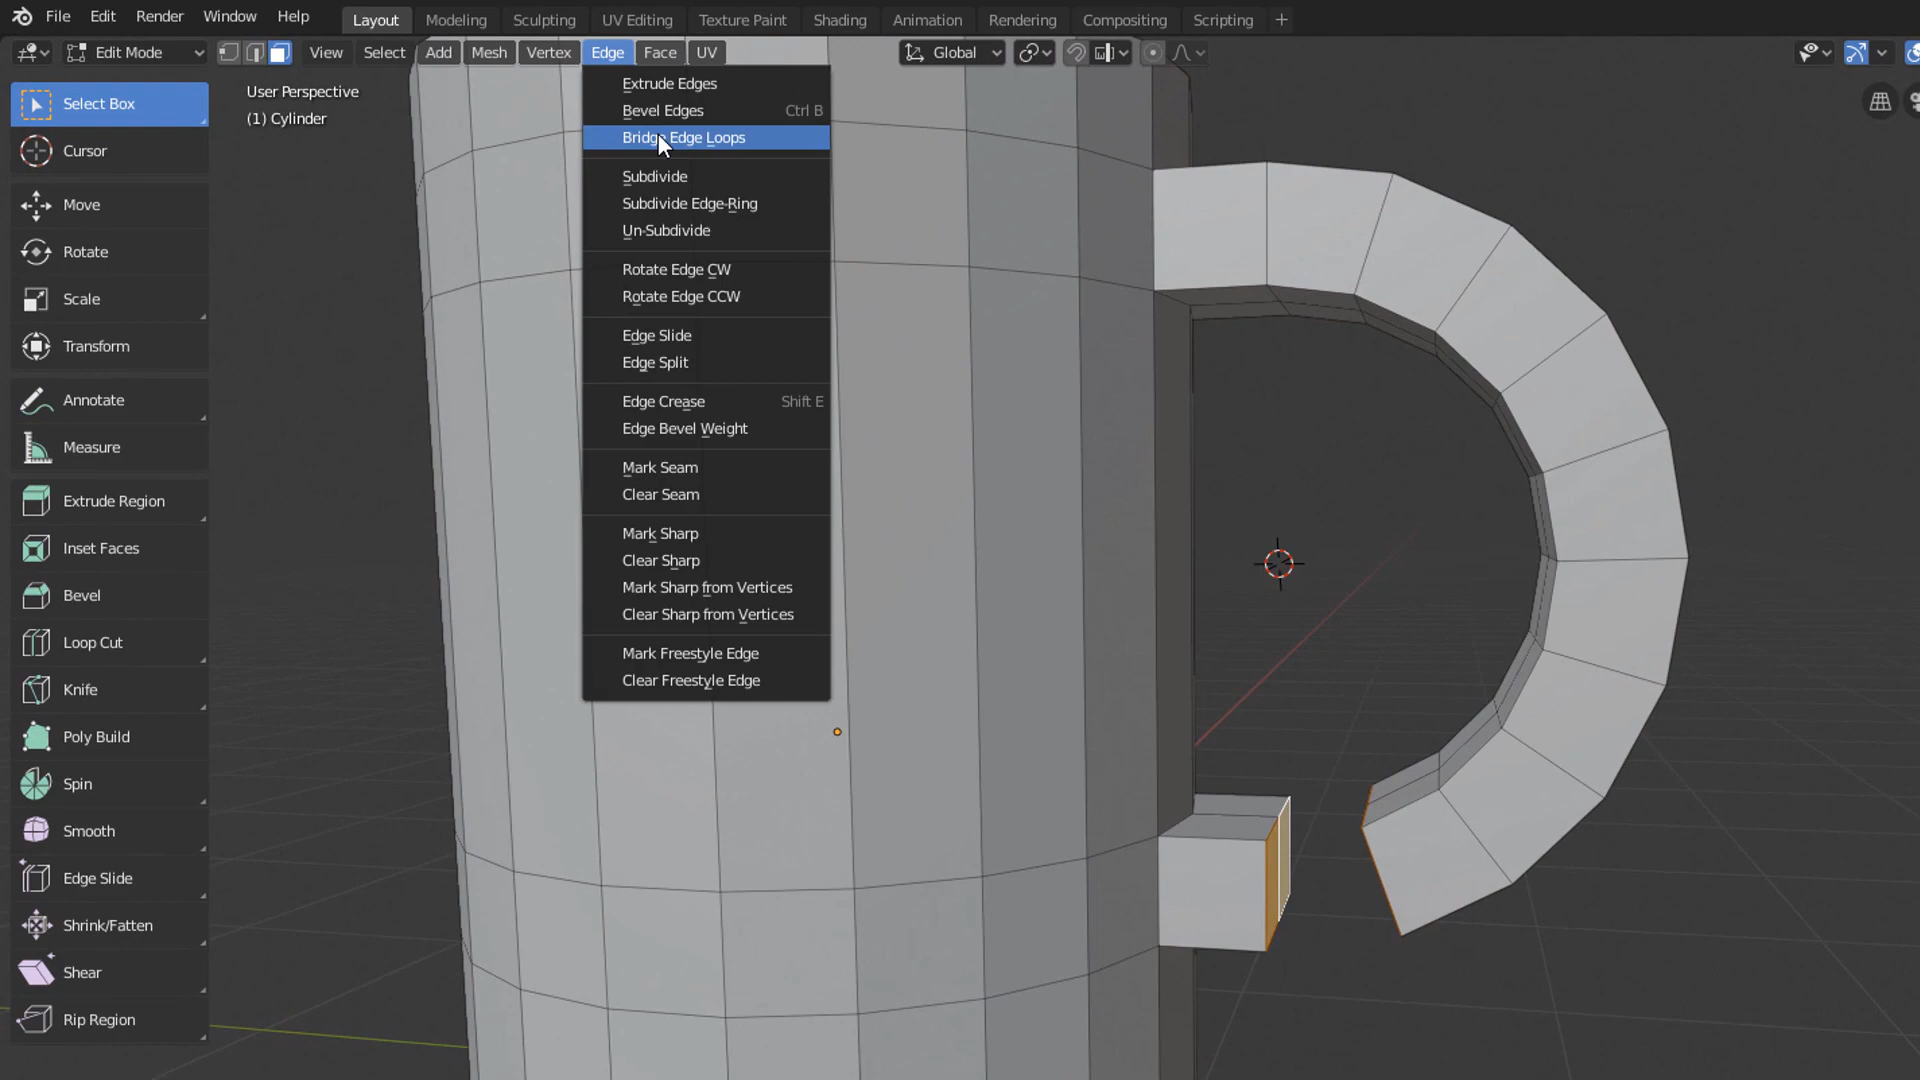 File Edit Render Window Help Layout Modeling Sculpting UV Editing Texture Paint Shading Animation Rendering Compositing Scripting +
Edit Mode View Select Add Mesh Vertex Edge Face UV Global
User Perspective
(1) Cylinder
Select Box
Cursor
Move
Rotate
Scale
Transform
Annotate
Measure
Extrude Region
Inset Faces
Bevel
Loop Cut
Knife
Poly Build
Spin
Smooth
Edge Slide
Shrink/Fatten
Shear
Rip Region
Extrude Edges
Bevel Edges Ctrl B
Bridge Edge Loops
Subdivide
Subdivide Edge-Ring
Un-Subdivide
Rotate Edge CW
Rotate Edge CCW
Edge Slide
Edge Split
Edge Crease Shift E
Edge Bevel Weight
Mark Seam
Clear Seam
Mark Sharp
Clear Sharp
Mark Sharp from Vertices
Clear Sharp from Vertices
Mark Freestyle Edge
Clear Freestyle Edge